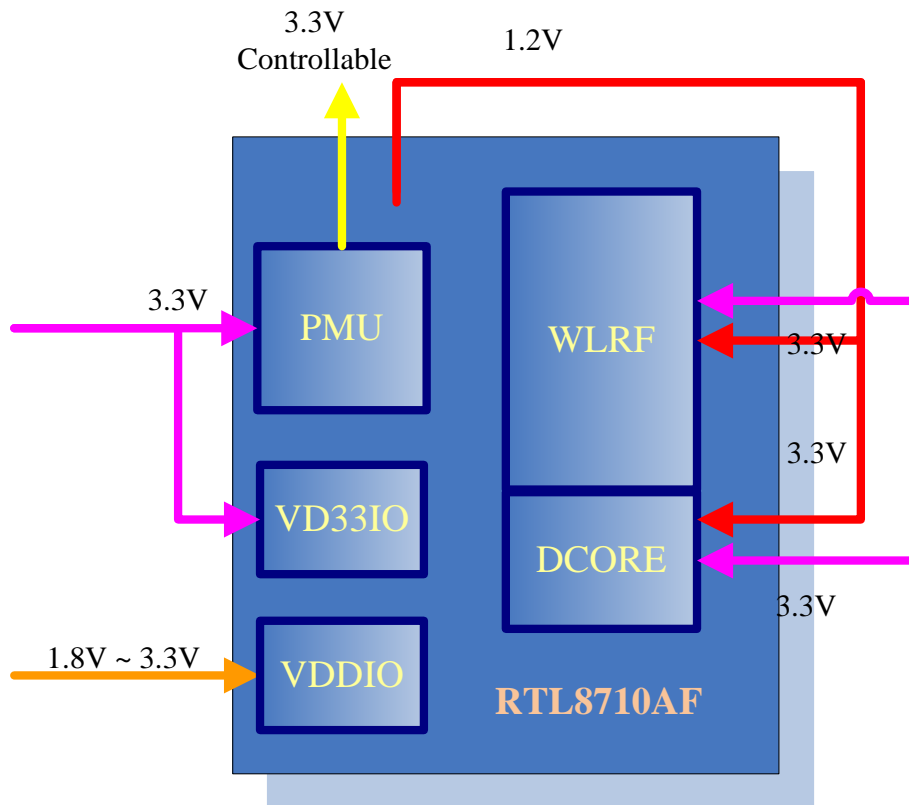 3.3V
Controllable
1.2V
3.3V
PMU
WLRF
3.3V
3.3V
VD33IO
DCORE
3.3V
1.8V ~ 3.3V
VDDIO
RTL8710AF